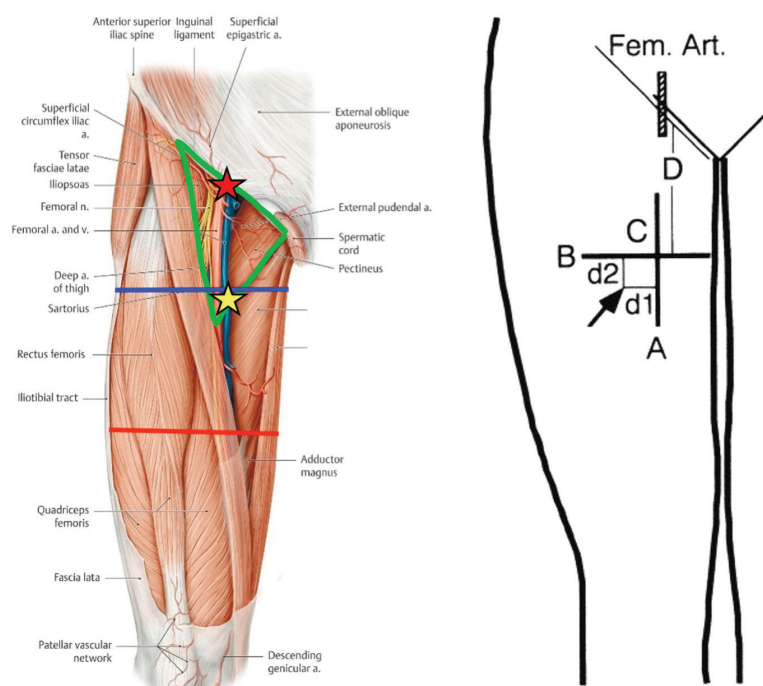 Anterior superior
iliac spine
Inguinal
ligament
Superficial
epigastric a.
Superficial
circumflex iliac
a.
Tensor
fasciae latae
Iliopsoas
Femoral n.
Femoral a. and v.
Deep a.
of thigh
Sartorius
Rectus femoris
Iliotibial tract
Quadriceps
femoris
Fascia lata
Patellar vascular
network
External oblique
aponeurosis
External pudendal a.
Spermatic
cord
Pectineus
Adductor
magnus
Descending
genicular a.
Fem. Art.
D
C
B
d2
d1
A